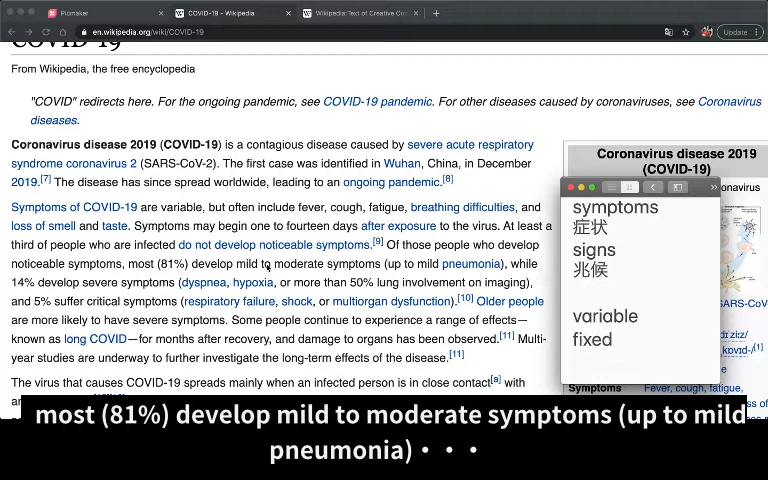 Picmaker
COVID-19 - Wikipedia
Wikipedia:Text of Creative Co
en.wikipedia.org/wiki/COVID-19
Update
COVID-19
From Wikipedia, the free encyclopedia
"COVID" redirects here. For the ongoing pandemic, see COVID-19 pandemic. For other diseases caused by coronaviruses, see Coronavirus
diseases.
Coronavirus disease 2019 (COVID-19) is a contagious disease caused by severe acute respiratory
syndrome coronavirus 2 (SARS-CoV-2). The first case was identified in Wuhan, China, in December
2019.[7] The disease has since spread worldwide, leading to an ongoing pandemic.[8]
Symptoms of COVID-19 are variable, but often include fever, cough, fatigue, breathing difficulties, and
loss of smell and taste. Symptoms may begin one to fourteen days after exposure to the virus. At least a
third of people who are infected do not develop noticeable symptoms.[9] Of those people who develop
noticeable symptoms, most (81%) develop mild to moderate symptoms (up to mild pneumonia), while
14% develop severe symptoms (dyspnea, hypoxia, or more than 50% lung involvement on imaging),
and 5% suffer critical symptoms (respiratory failure, shock, or multiorgan dysfunction).[10] Older people
are more likely to have severe symptoms. Some people continue to experience a range of effects—
known as long COVID—for months after recovery, and damage to organs has been observed.[11] Multi-
year studies are underway to further investigate the long-term effects of the disease.[11]
The virus that causes COVID-19 spreads mainly when an infected person is in close contact[a] with
Coronavirus disease 2019
(COVID-19)
onavirus
symptoms
症状
signs
兆候
variable
fixed
SARS-CoV
Symptoms
Fever, cough, fatigue,
most (81%) develop mild to moderate symptoms (up to mild
pneumonia)・・・